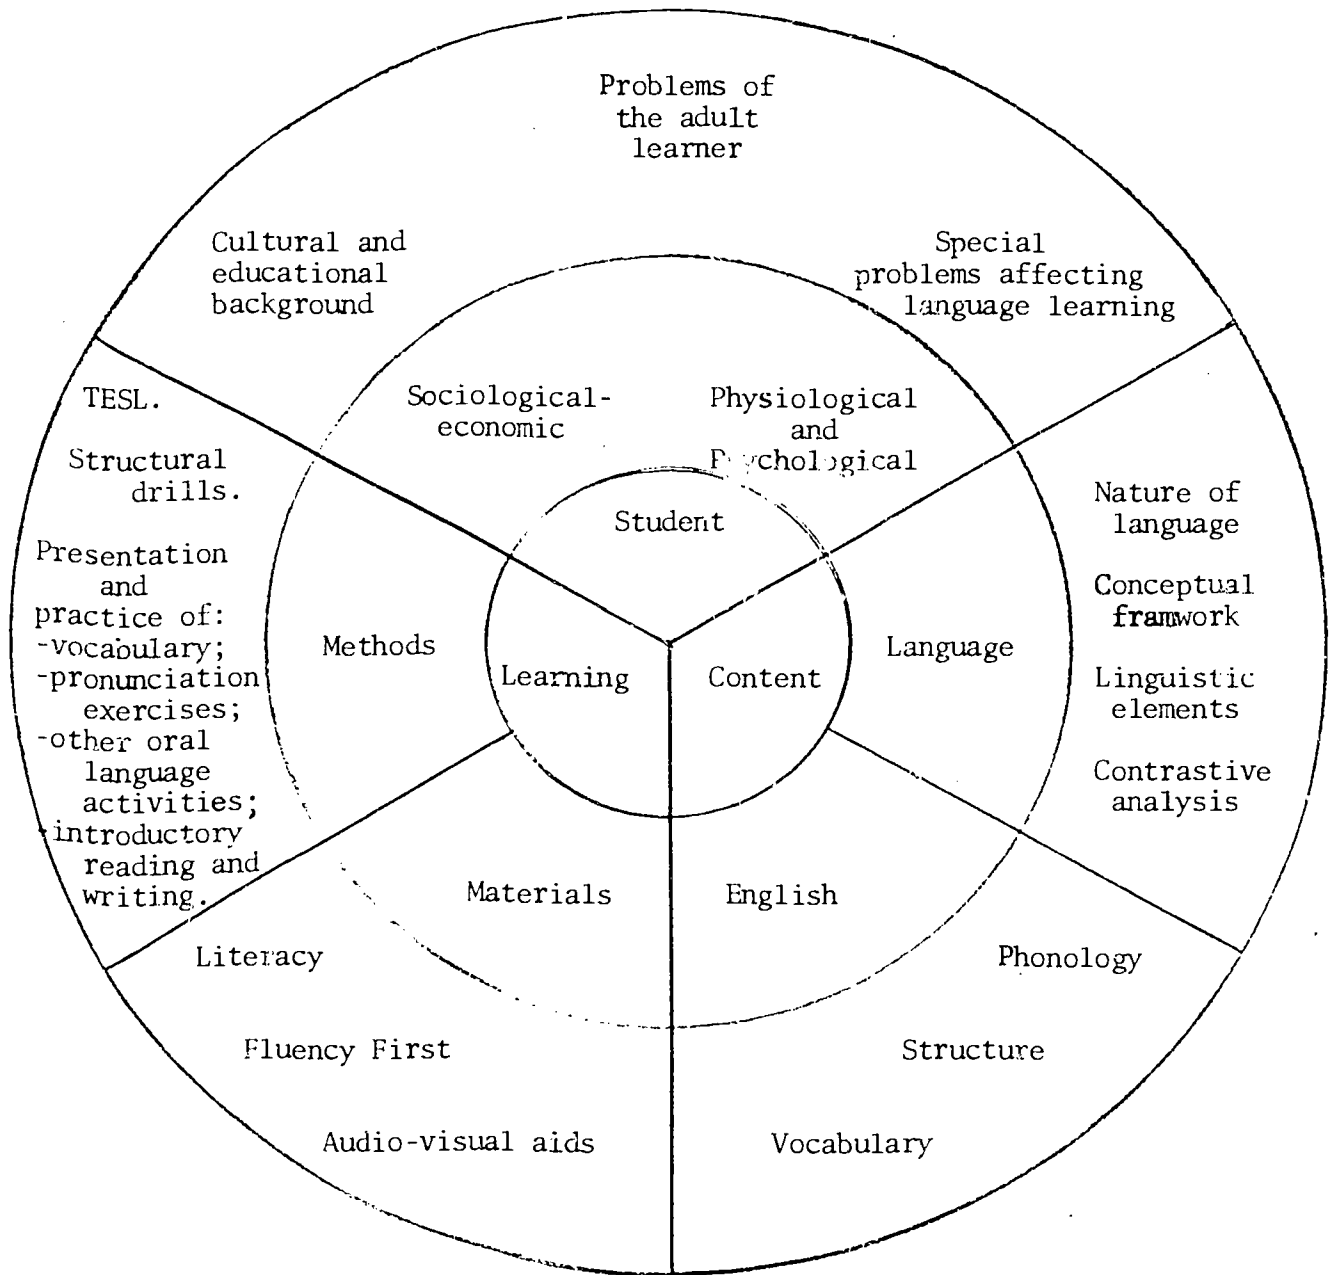 Problems of
the adult
learner
Cultural and
educational
background
Special
problems affecting
language learning
Sociological-
economic
Physiological
and
Psychological
Student
TESL.
Structural
drills.
Presentation
and
practice of:
-vocabulary;
-pronunciation
exercises;
-other oral
language
activities;
-introductory
reading and
writing.
Methods
Learning
Content
Language
Nature of
language
Conceptual
framwork
Linguistic
elements
Contrastive
analysis
Materials
English
Literacy
Fluency First
Audio-visual aids
Phonology
Structure
Vocabulary